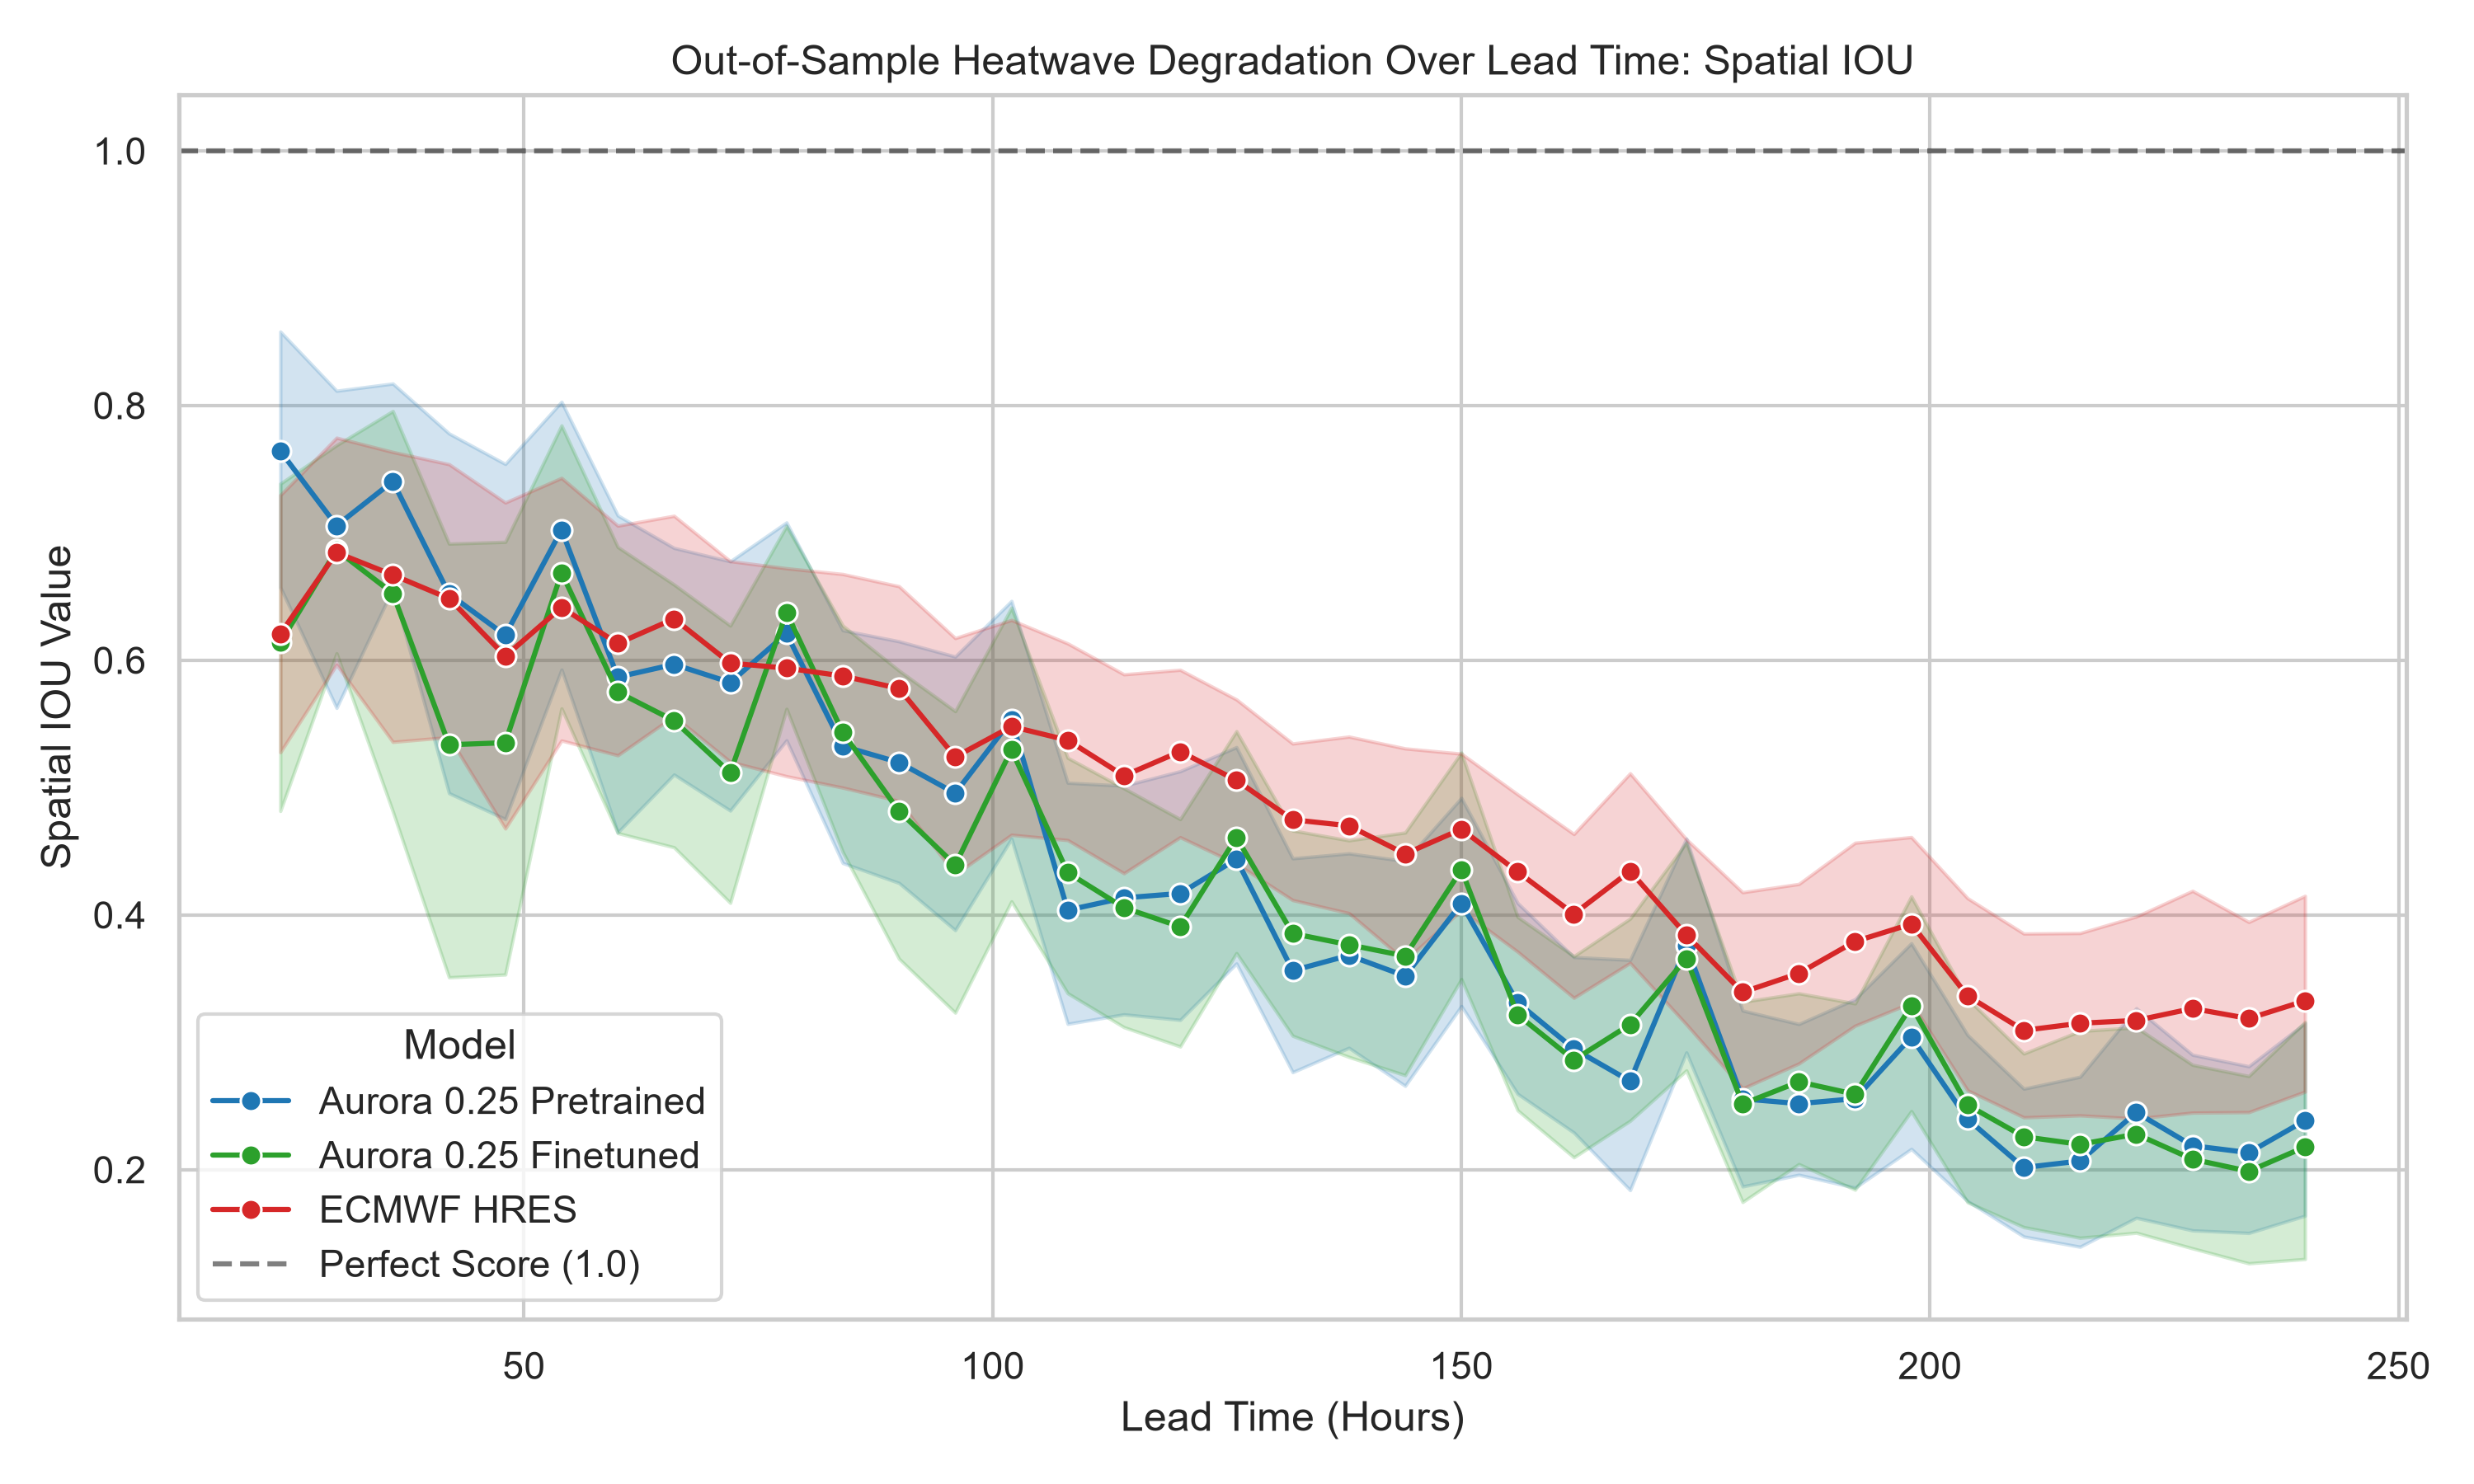 Out-of-Sample Heatwave Degradation Over Lead Time: Spatial IOU
1.0
0.8
0.6
0.4
0.2
Spatial IOU Value
Model
Aurora 0.25 Pretrained
Aurora 0.25 Finetuned
ECMWF HRES
Perfect Score (1.0)
50 100 150 200 250
Lead Time (Hours)